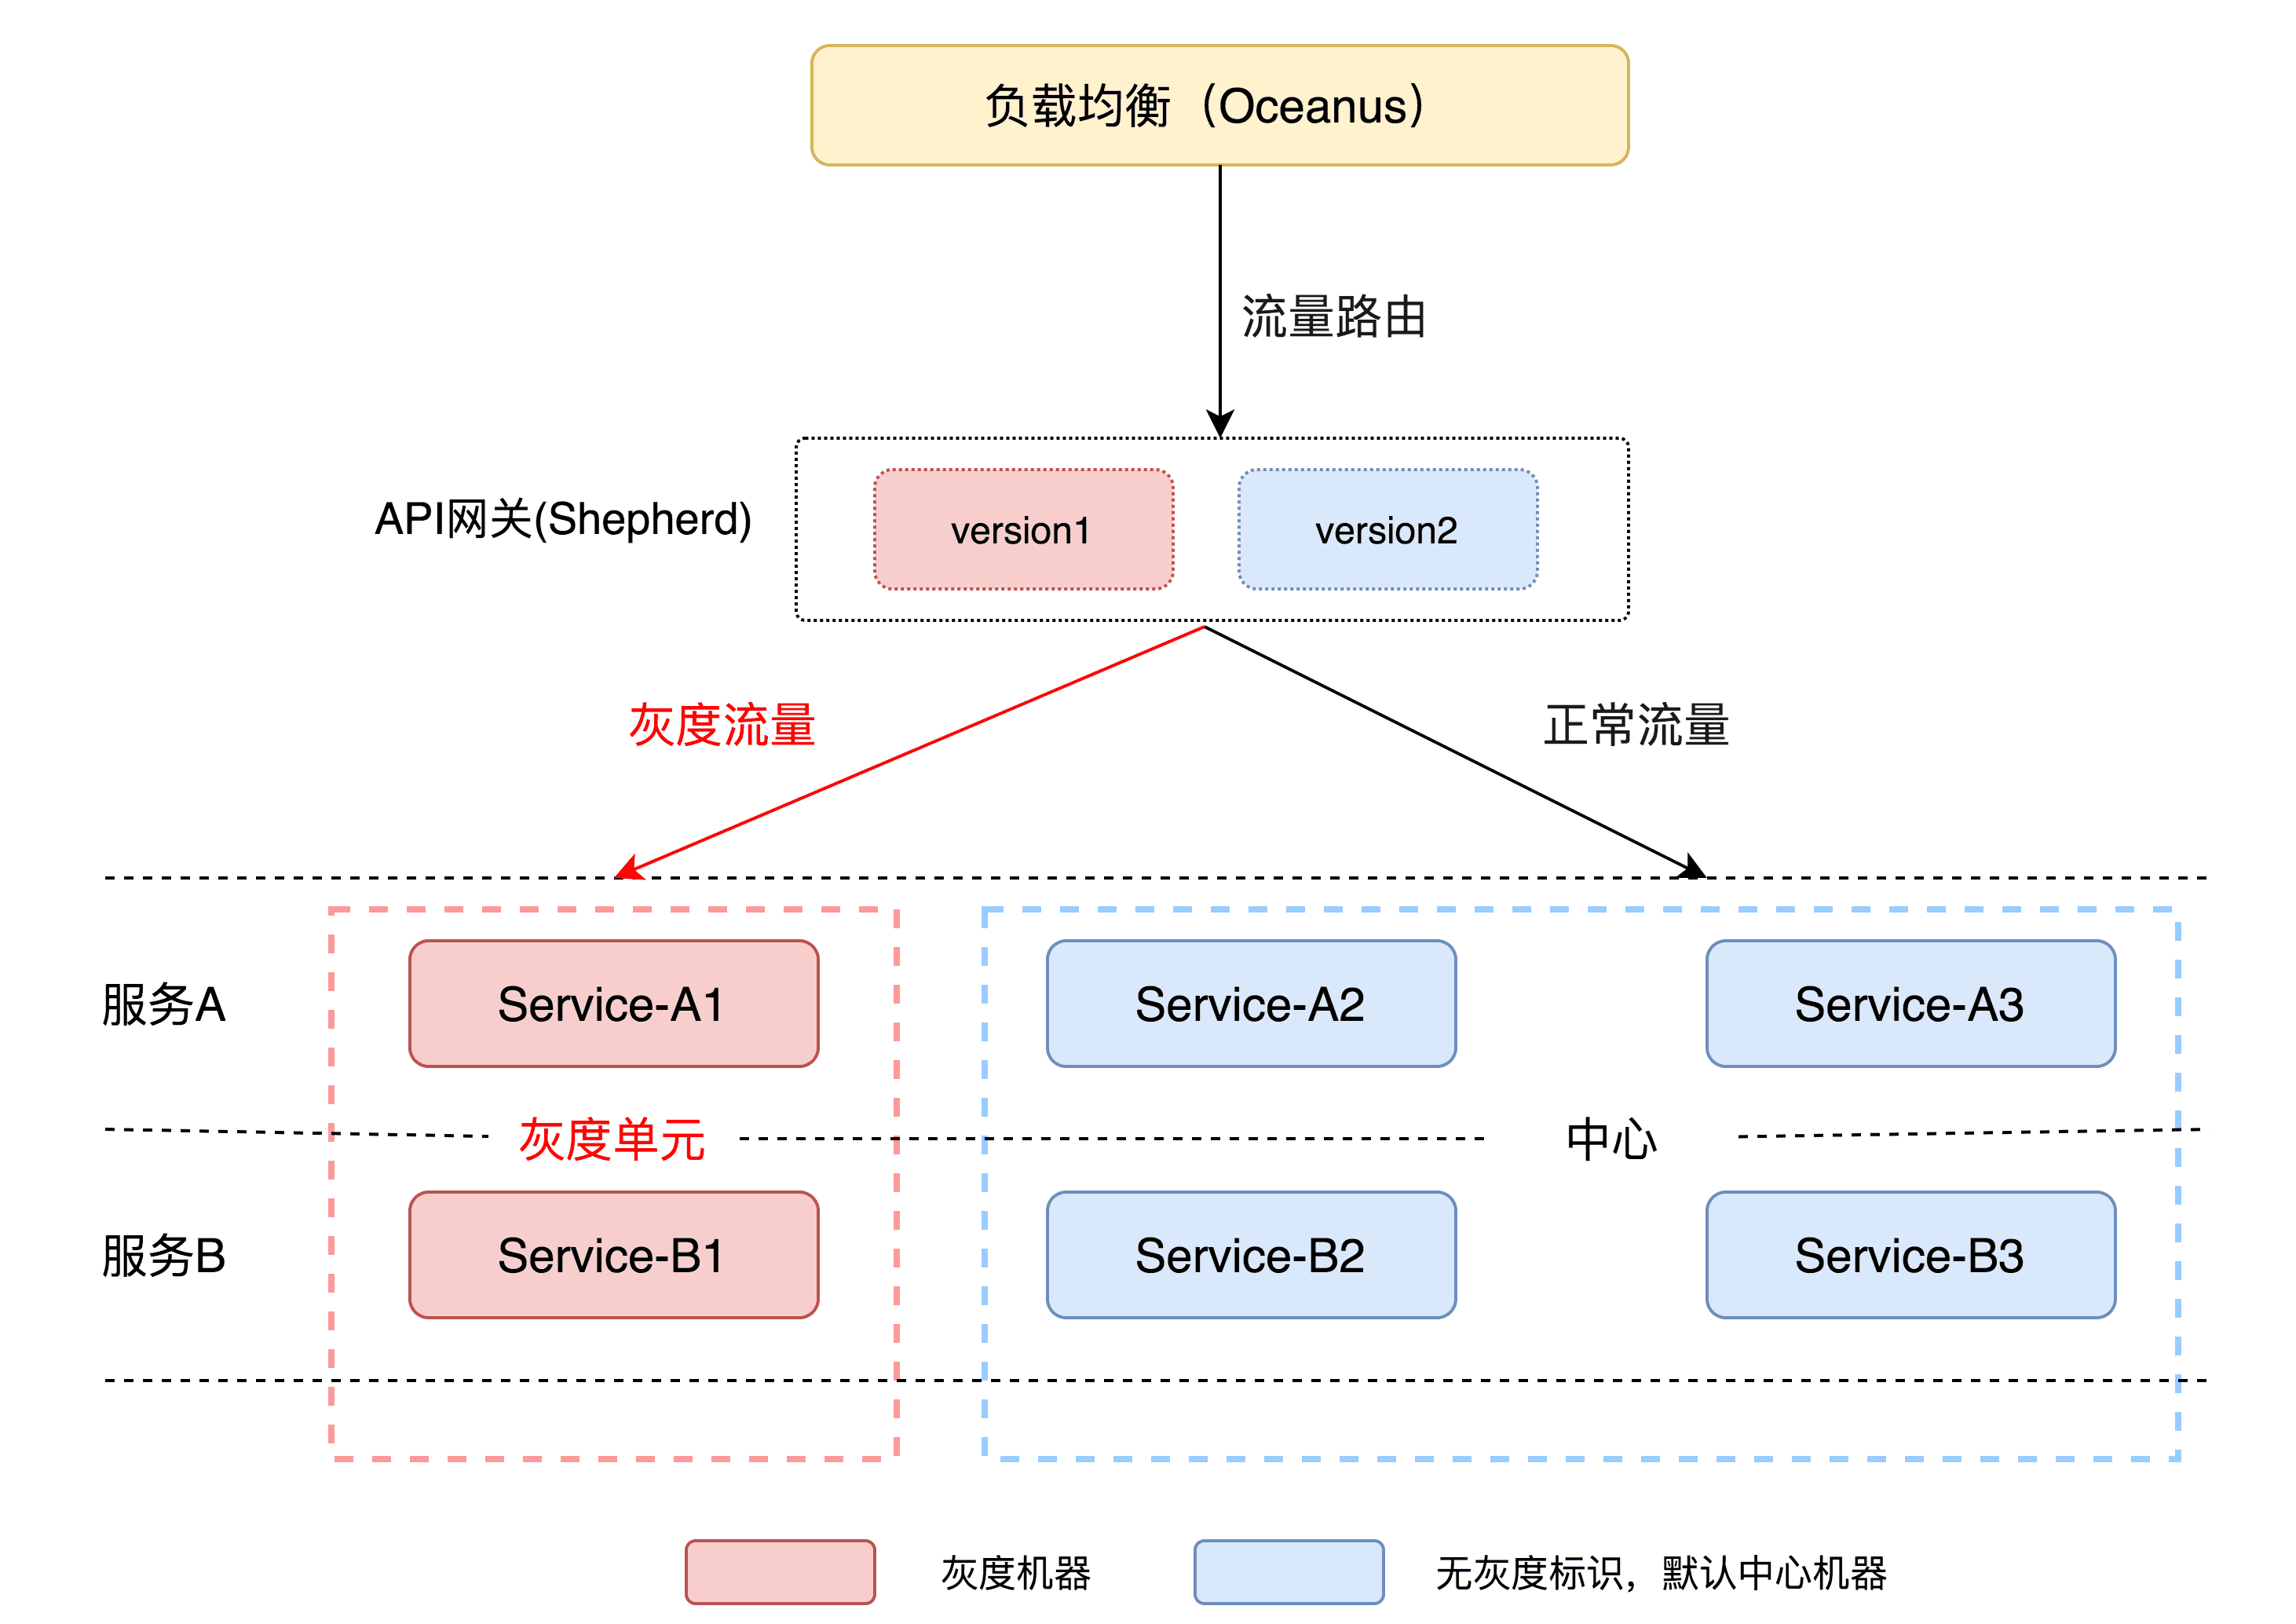 负载均衡（Oceanus）
流量路由
API网关(Shepherd)
version1
version2
灰度流量
正常流量
服务A
Service-A1
Service-A2
Service-A3
灰度单元
中心
服务B
Service-B1
Service-B2
Service-B3
灰度机器
无灰度标识，默认中心机器